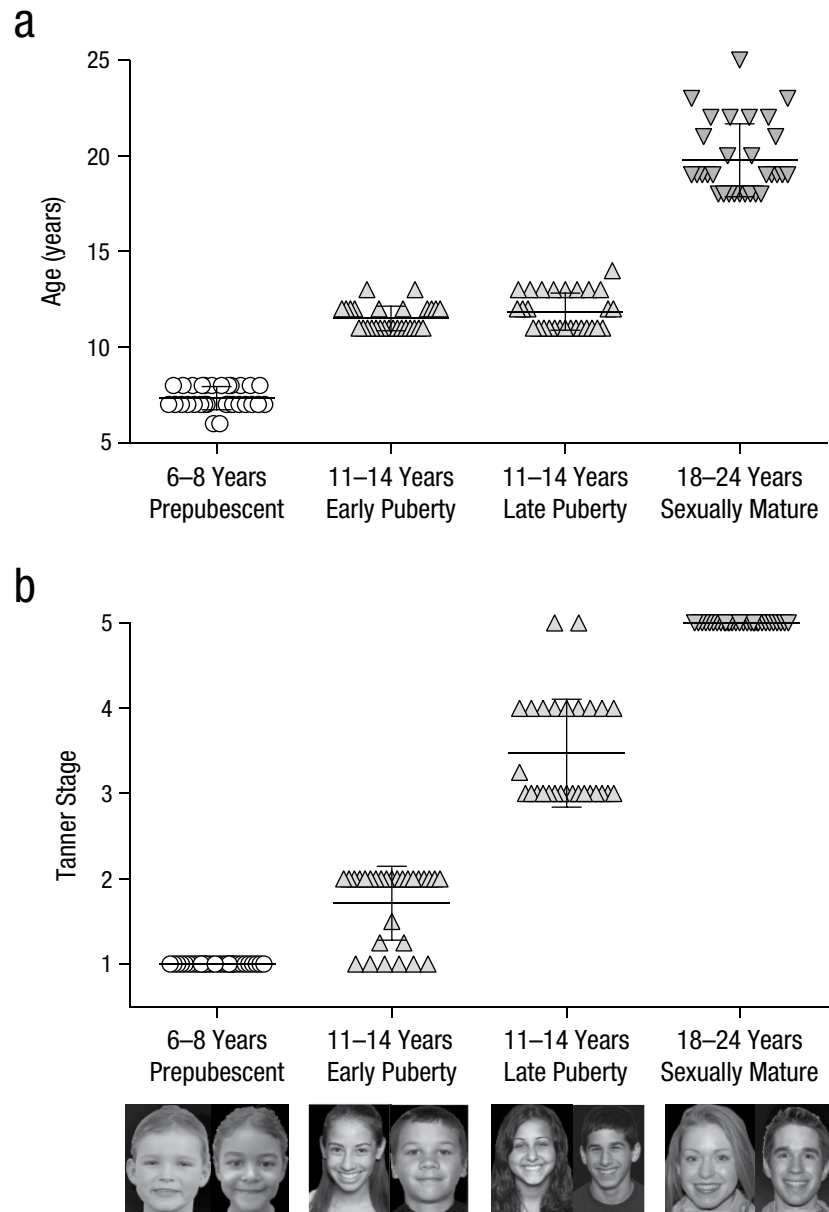 a
Age (years)
25
20
15
10
5
6–8 Years
Prepubescent
11–14 Years
Early Puberty
11–14 Years
Late Puberty
18–24 Years
Sexually Mature
b
Tanner Stage
5
4
3
2
1
6–8 Years
Prepubescent
11–14 Years
Early Puberty
11–14 Years
Late Puberty
18–24 Years
Sexually Mature